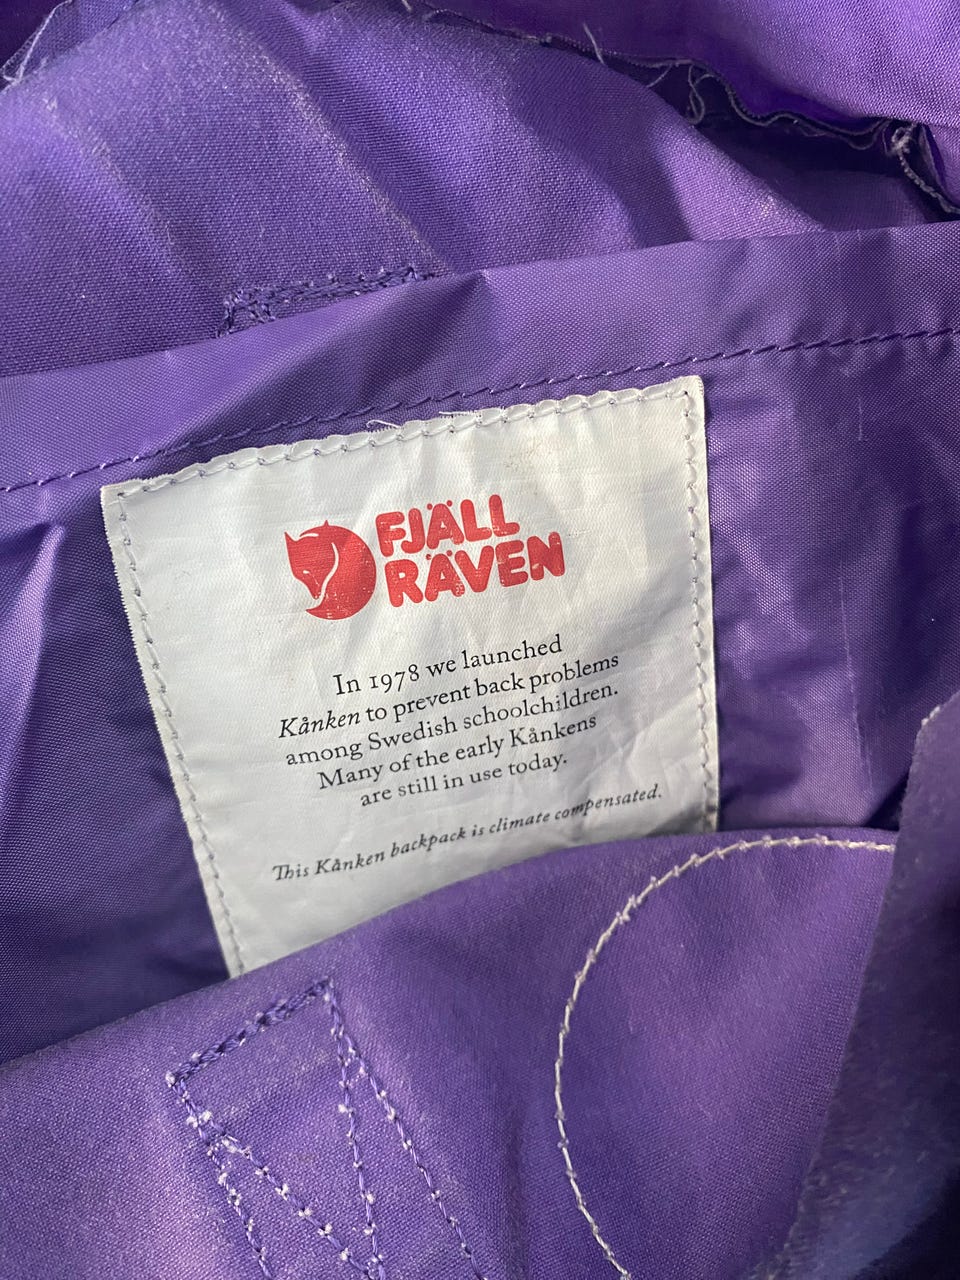 FJÄLL
RÄVEN
In 1978 we launched
Kånken to prevent back problems
among Swedish schoolchildren.
Many of the early Kånkens
are still in use today.
This Kånken backpack is climate compensated.